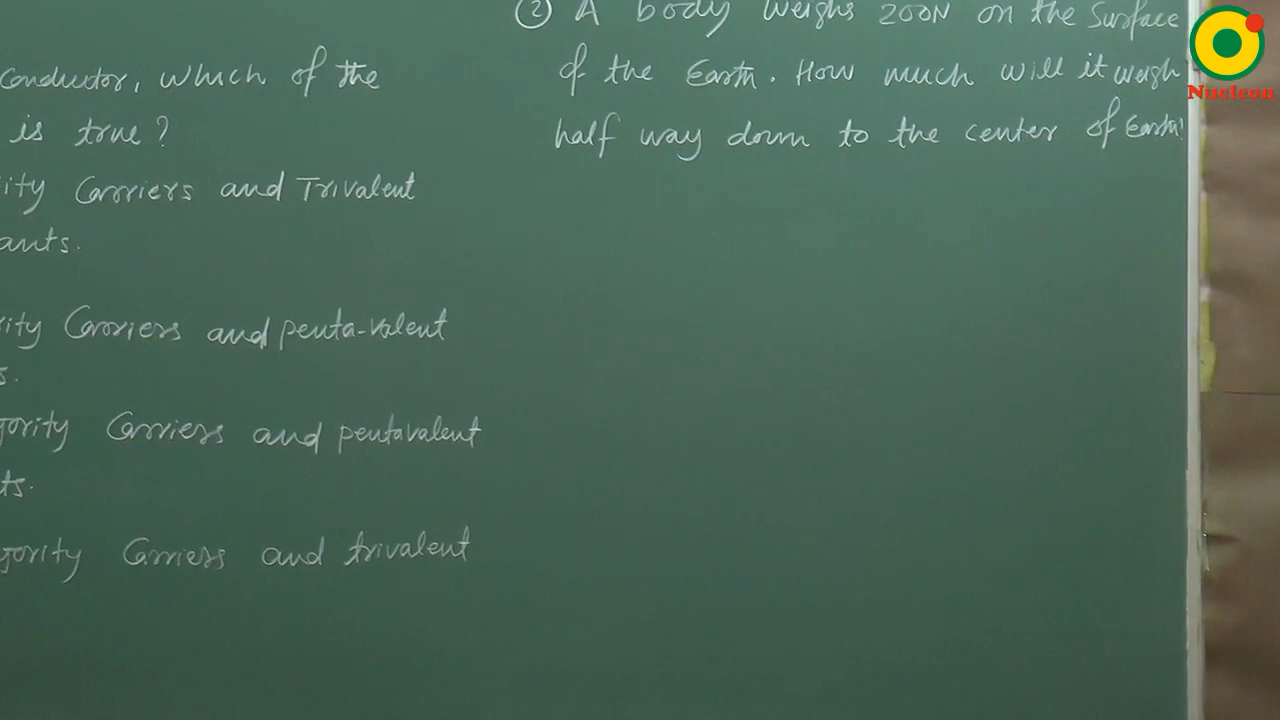 Conductor, which of the
is true?
ity Carriers and Trivalent
ants.
rity Carriers and penta-valent
s.
jority Carriers and pentavalent
ts.
jority Carriers and trivalent
② A body weighs 200N on the surface
of the Earth. How much will it weigh
half way down to the center of Earth?
Nucleon